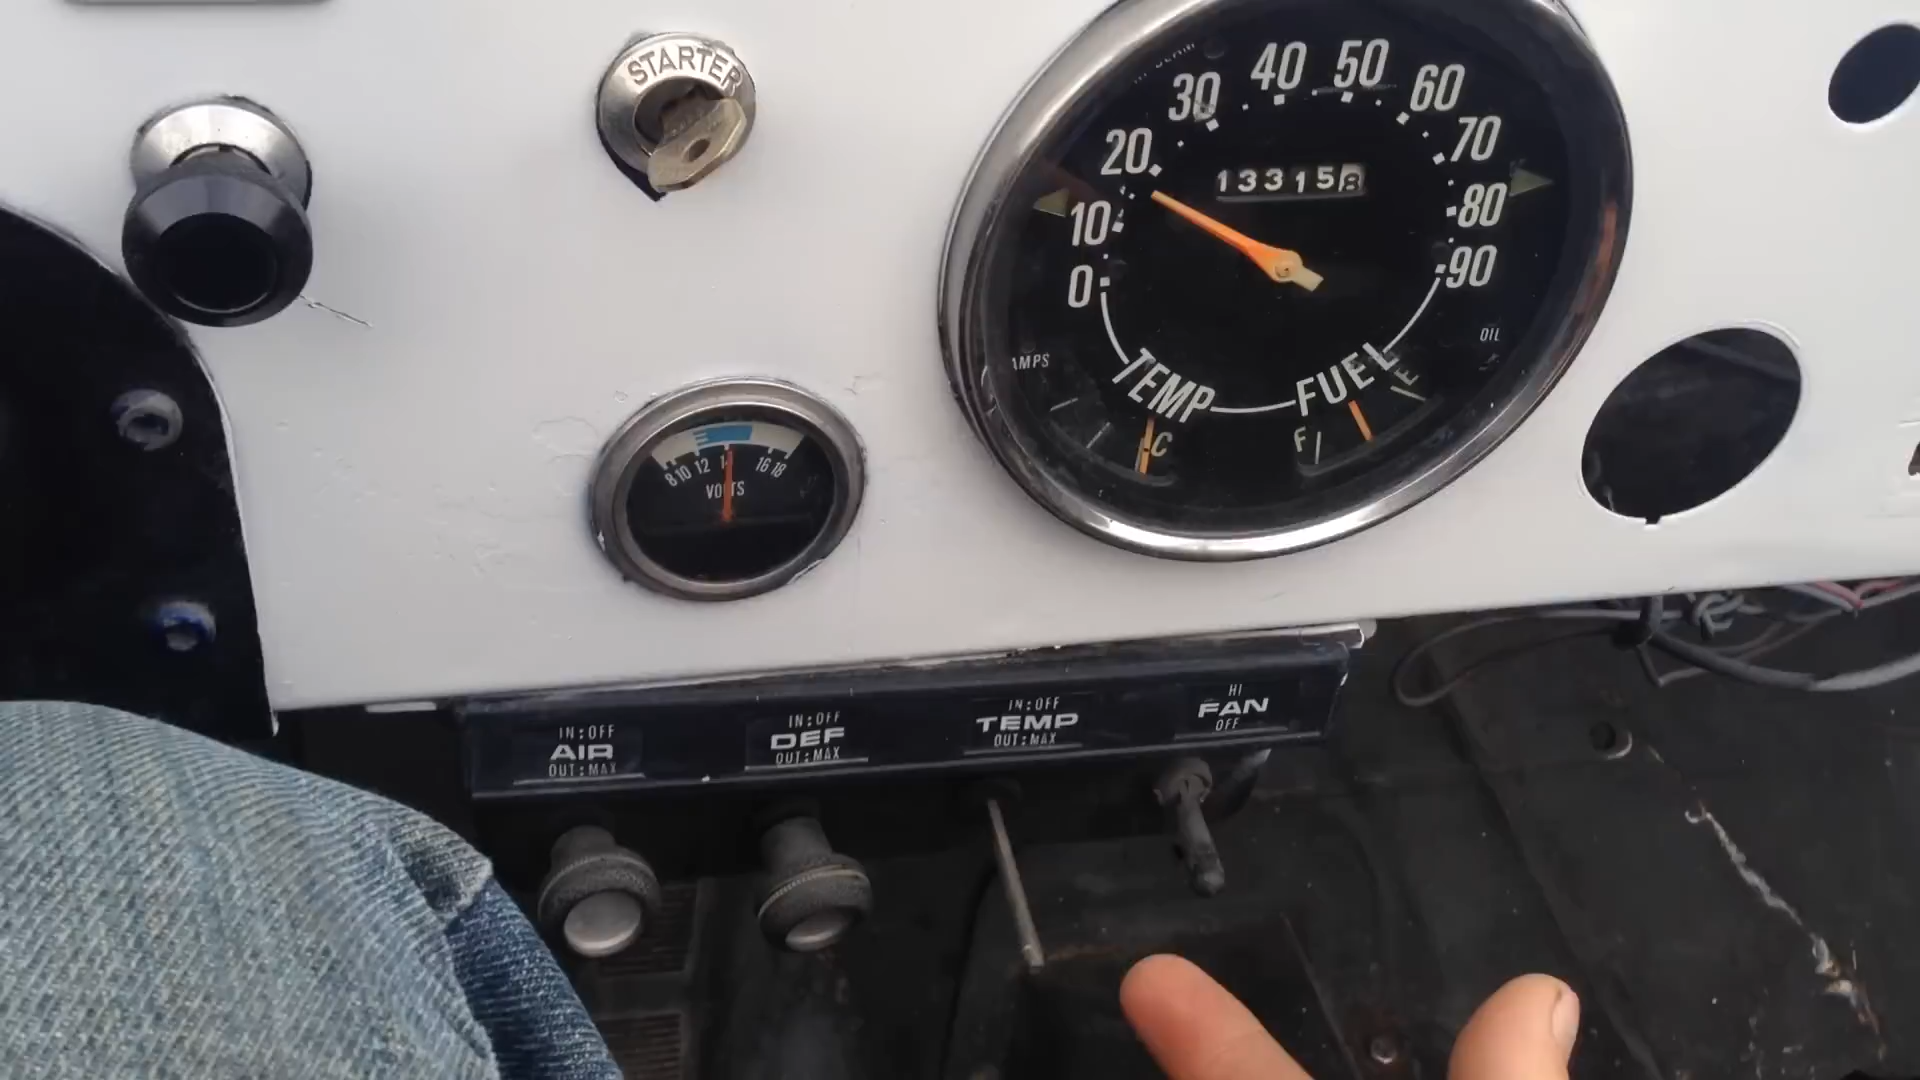 STARTER
0
10
20
30
40
50
60
70
80
90
13315
AMPS
OIL
TEMP
FUEL
C
F
E
8 10 12 14 16 18
VOLTS
IN:OFF
AIR
OUT:MAX
IN:OFF
DEF
OUT:MAX
IN:OFF
TEMP
OUT:MAX
HI
FAN
OFF